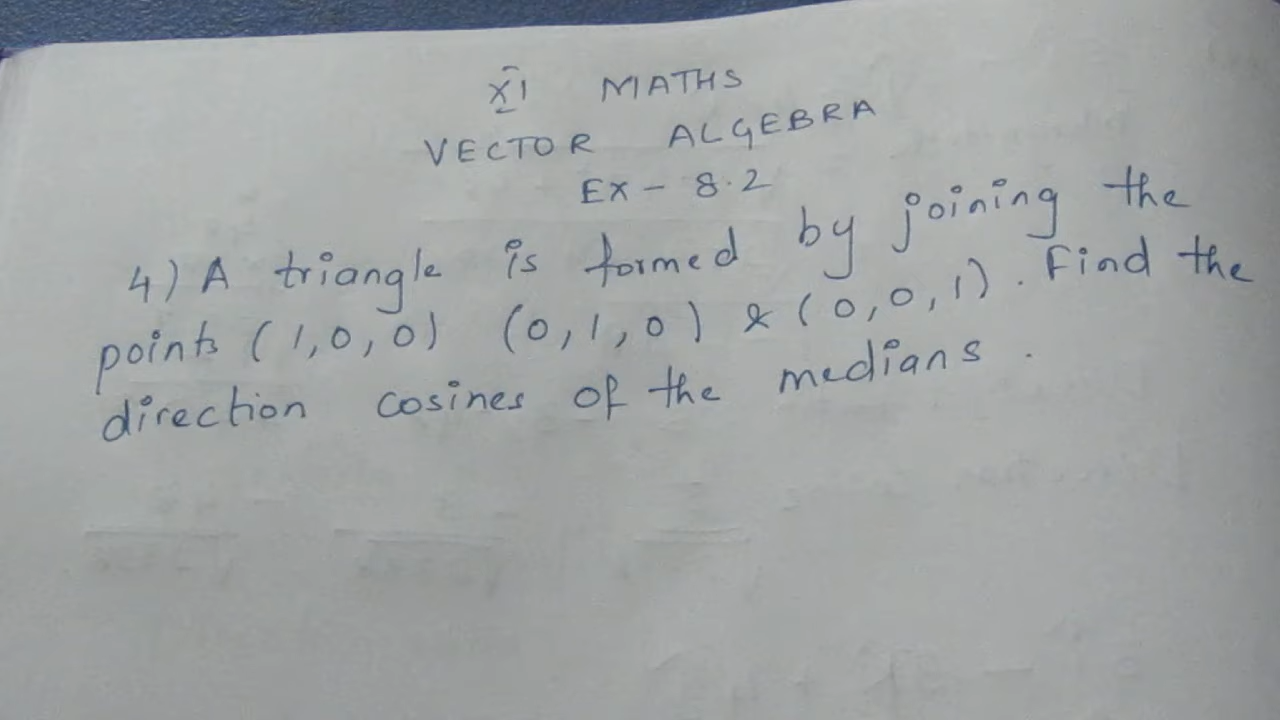 XI MATHS
VECTOR ALGEBRA
EX - 8.2
4) A triangle is formed by joining the
points (1,0,0) (0,1,0) & (0,0,1). Find the
direction cosines of the medians.